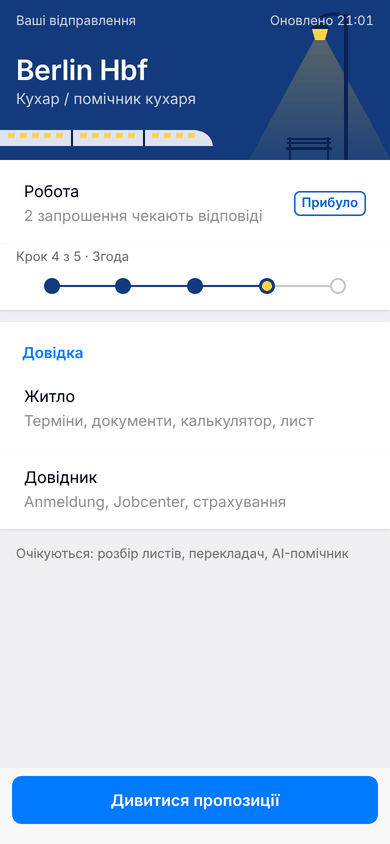 Ваші відправлення
Оновлено 21:01
Berlin Hbf
Кухар / помічник кухаря
Робота
2 запрошення чекають відповіді
Прибуло
Крок 4 з 5 · Згода
Довідка
Житло
Терміни, документи, калькулятор, лист
Довідник
Anmeldung, Jobcenter, страхування
Очікуються: розбір листів, перекладач, AI-помічник
Дивитися пропозиції